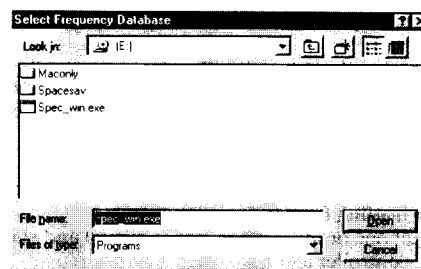 Select Frequency Database
Look in: (E:)
Maconly
Spacesav
Spec_win.exe
File name: Spec_win.exe Open
Files of type: Programs Cancel